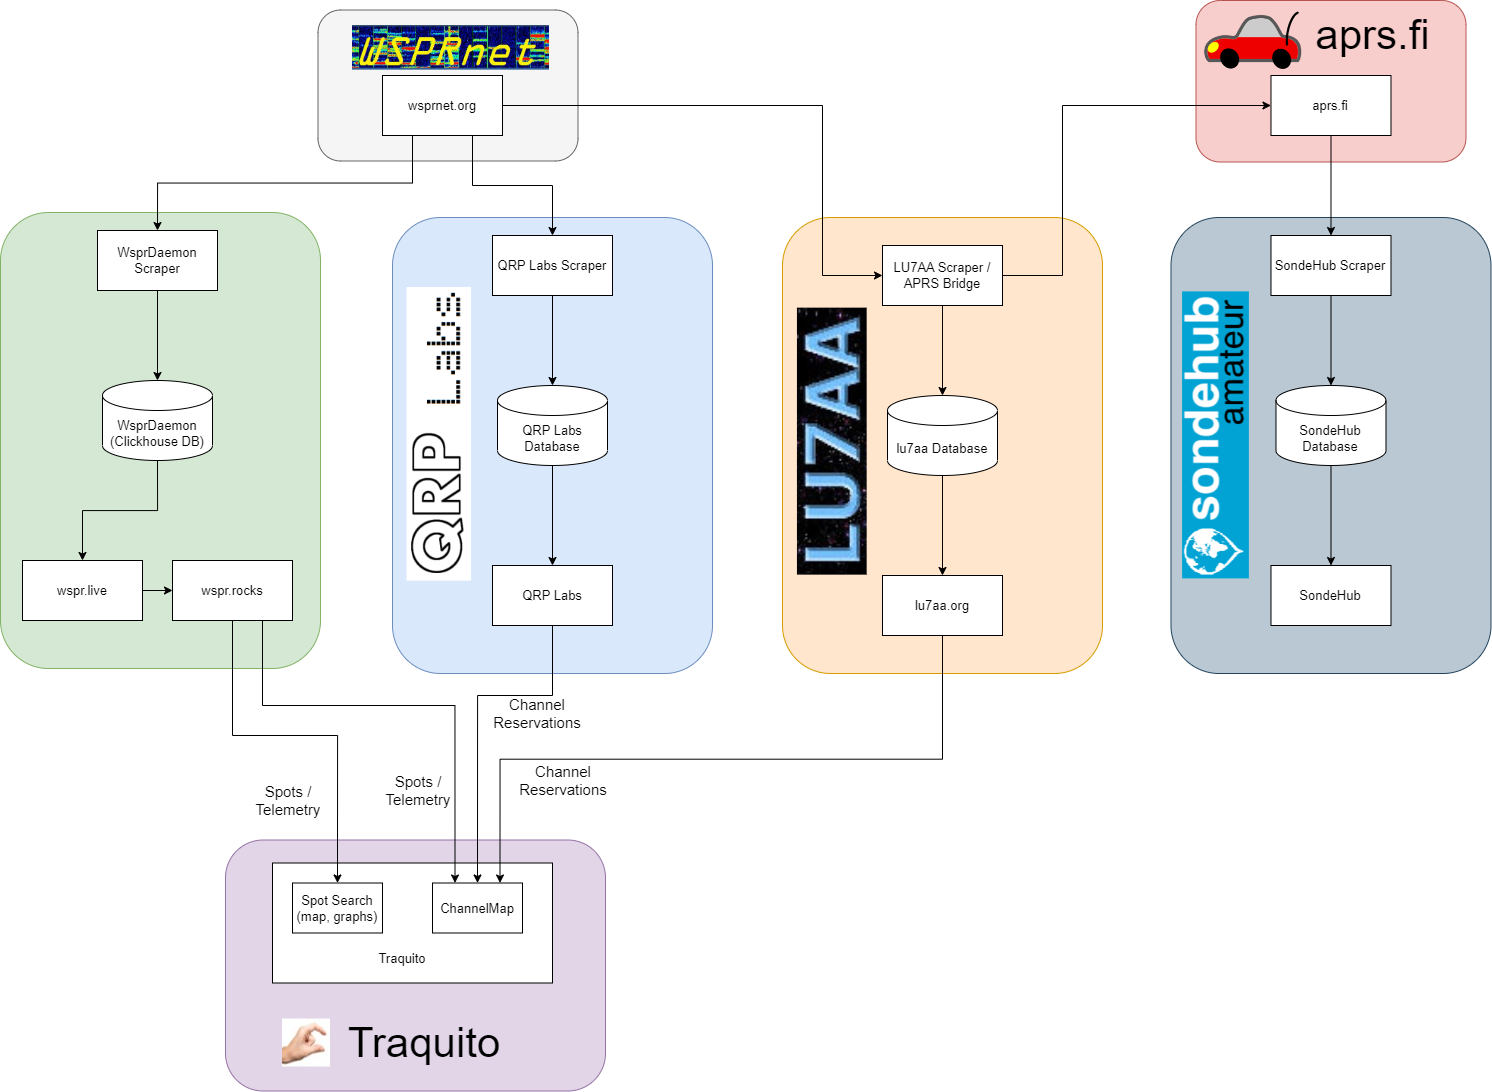 WSPRnet
wsprnet.org
aprs.fi
aprs.fi
WsprDaemon
Scraper
WsprDaemon
(Clickhouse DB)
wspr.live
wspr.rocks
QRP Labs Scraper
QRP Labs
QRP Labs
Database
QRP Labs
LU7AA Scraper /
APRS Bridge
LU7AA
lu7aa Database
lu7aa.org
SondeHub Scraper
sondehub
amateur
SondeHub
Database
SondeHub
Channel
Reservations
Channel
Reservations
Spots /
Telemetry
Spots /
Telemetry
Spot Search
(map, graphs)
ChannelMap
Traquito
Traquito